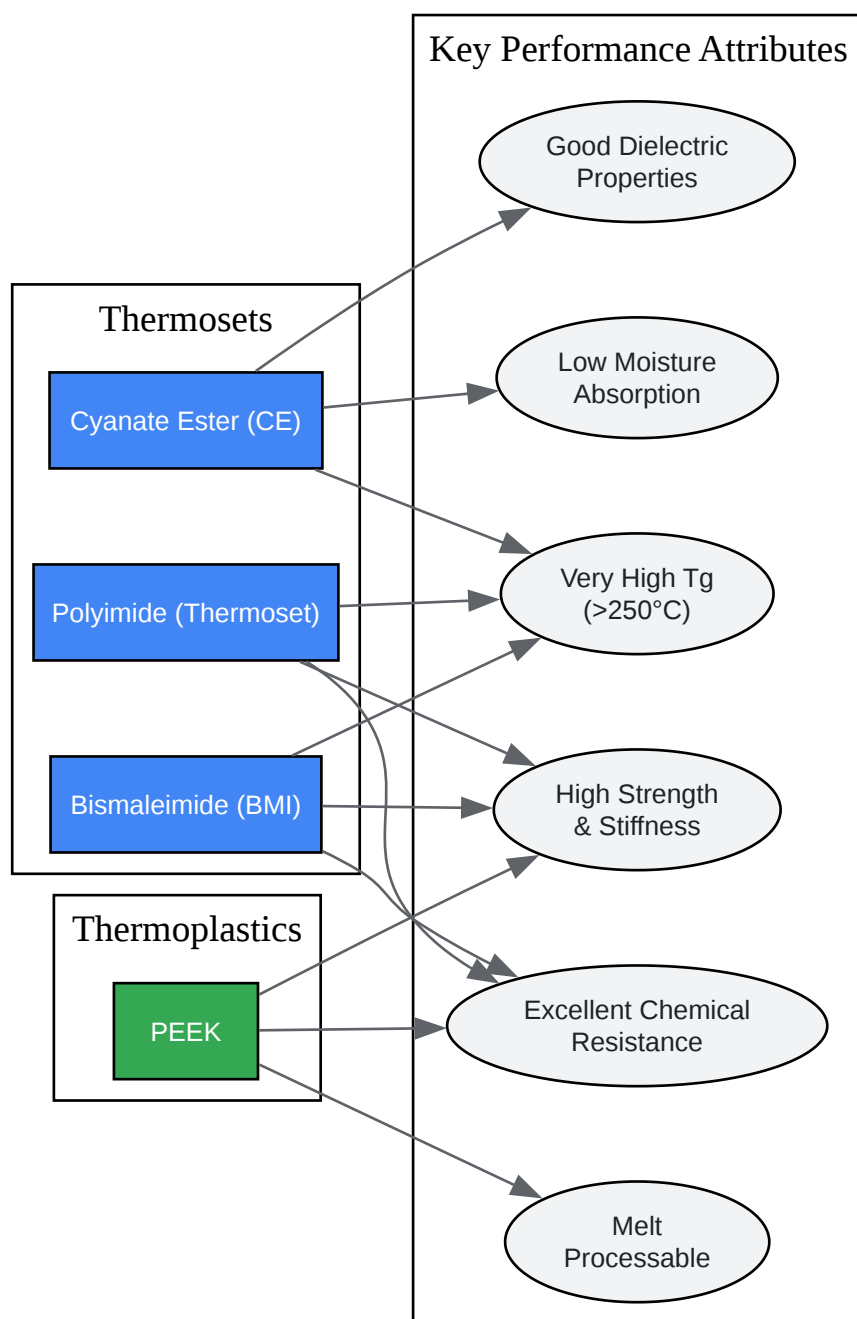 Key Performance Attributes
Good Dielectric
Properties
Low Moisture
Absorption
Very High Tg
(>250°C)
High Strength
& Stiffness
Excellent Chemical
Resistance
Melt
Processable
Thermosets
Cyanate Ester (CE)
Polyimide (Thermoset)
Bismaleimide (BMI)
Thermoplastics
PEEK